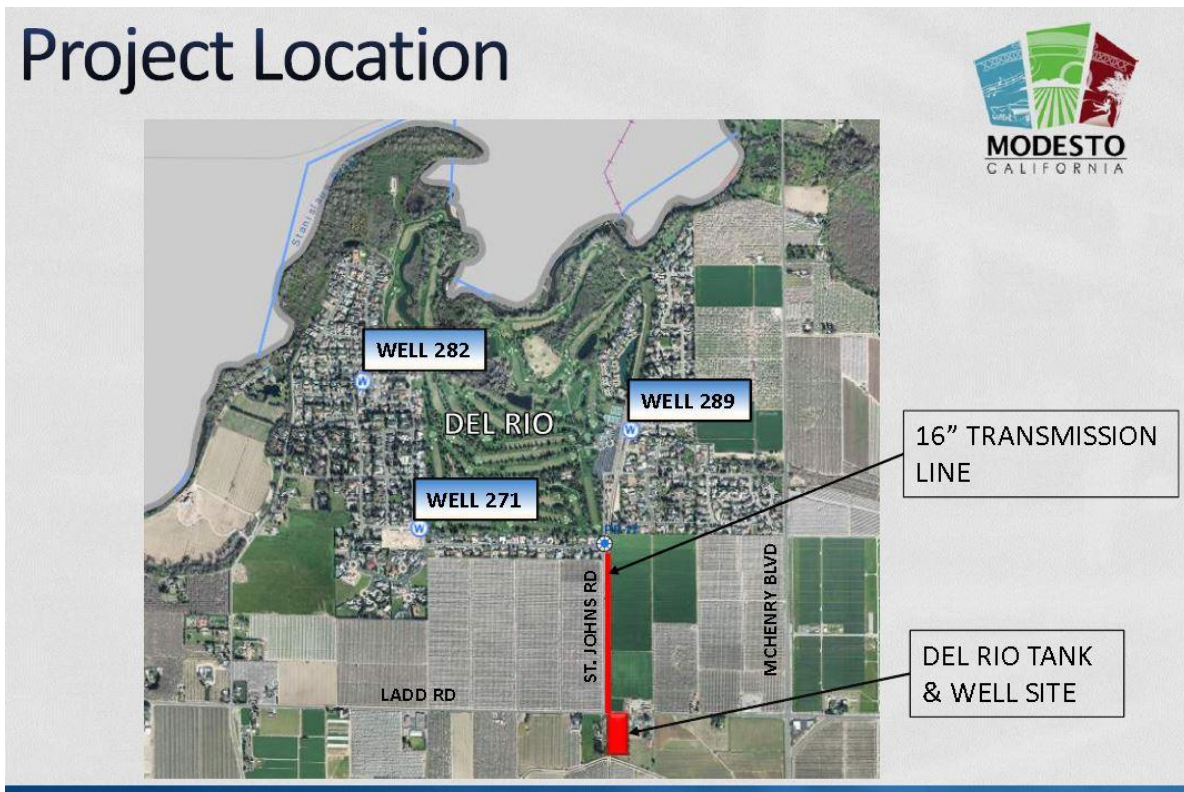 Project Location
MODESTO
CALIFORNIA
Stanislaus
WELL 282
WELL 289
DEL RIO
WELL 271
16" TRANSMISSION
LINE
ST. JOHNS RD
MCHENRY BLVD
LADD RD
DEL RIO TANK
& WELL SITE
W
W
W